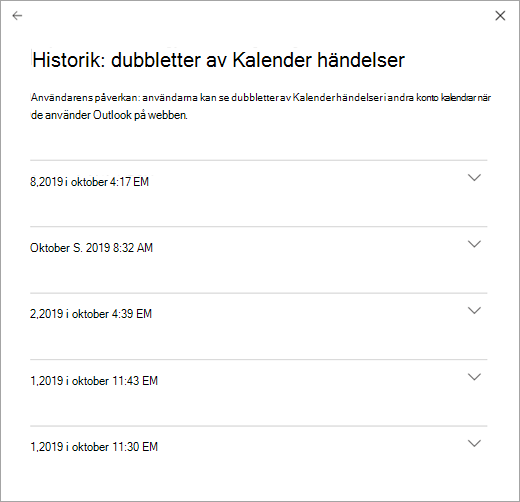 Historik: dubbletter av Kalender händelser
Användarens påverkan: användarna kan se dubbletter av Kalender händelser i andra konto kalendrar när
de använder Outlook på webben.
8,2019 i oktober 4:17 EM
Oktober S. 2019 8:32 AM
2,2019 i oktober 4:39 EM
1,2019 i oktober 11:43 EM
1,2019 i oktober 11:30 EM